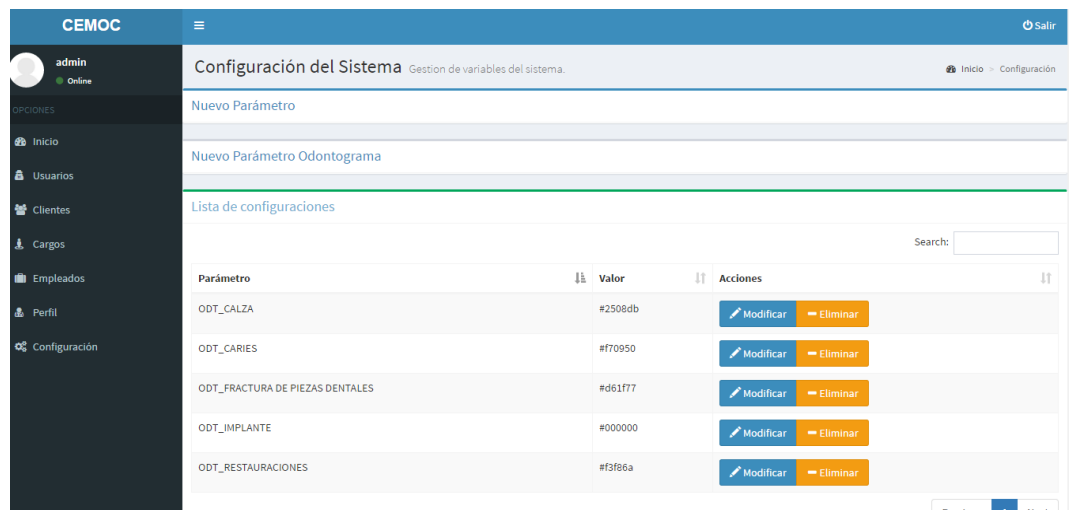 CEMOC
Salir
admin
Online
Configuración del Sistema Gestion de variables del sistema.
Inicio > Configuración
OPCIONES
Inicio
Usuarios
Clientes
Cargos
Empleados
Perfil
Configuración
Nuevo Parámetro
Nuevo Parámetro Odontograma
Lista de configuraciones
Search:
Parámetro Valor Acciones
ODT_CALZA #2508db Modificar Eliminar
ODT_CARIES #f70950 Modificar Eliminar
ODT_FRACTURA DE PIEZAS DENTALES #d61f77 Modificar Eliminar
ODT_IMPLANTE #000000 Modificar Eliminar
ODT_RESTAURACIONES #f3f86a Modificar Eliminar